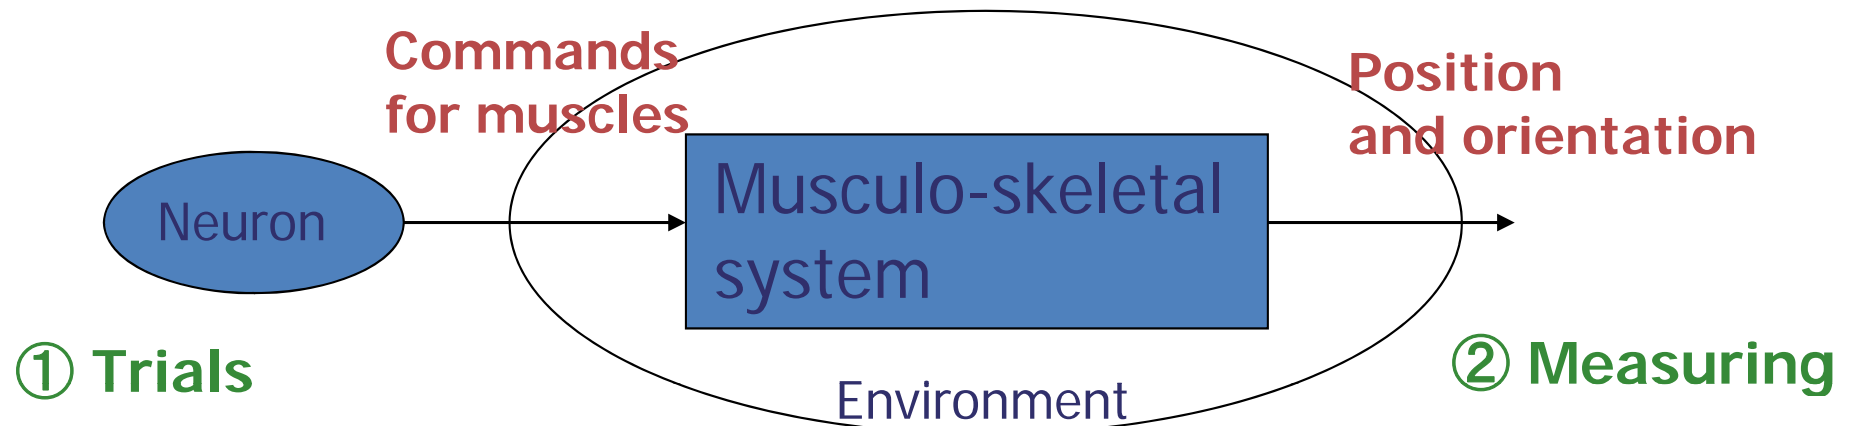 Commands
for muscles
Position
and orientation
Neuron
Musculo-skeletal
system
① Trials
② Measuring
Environment